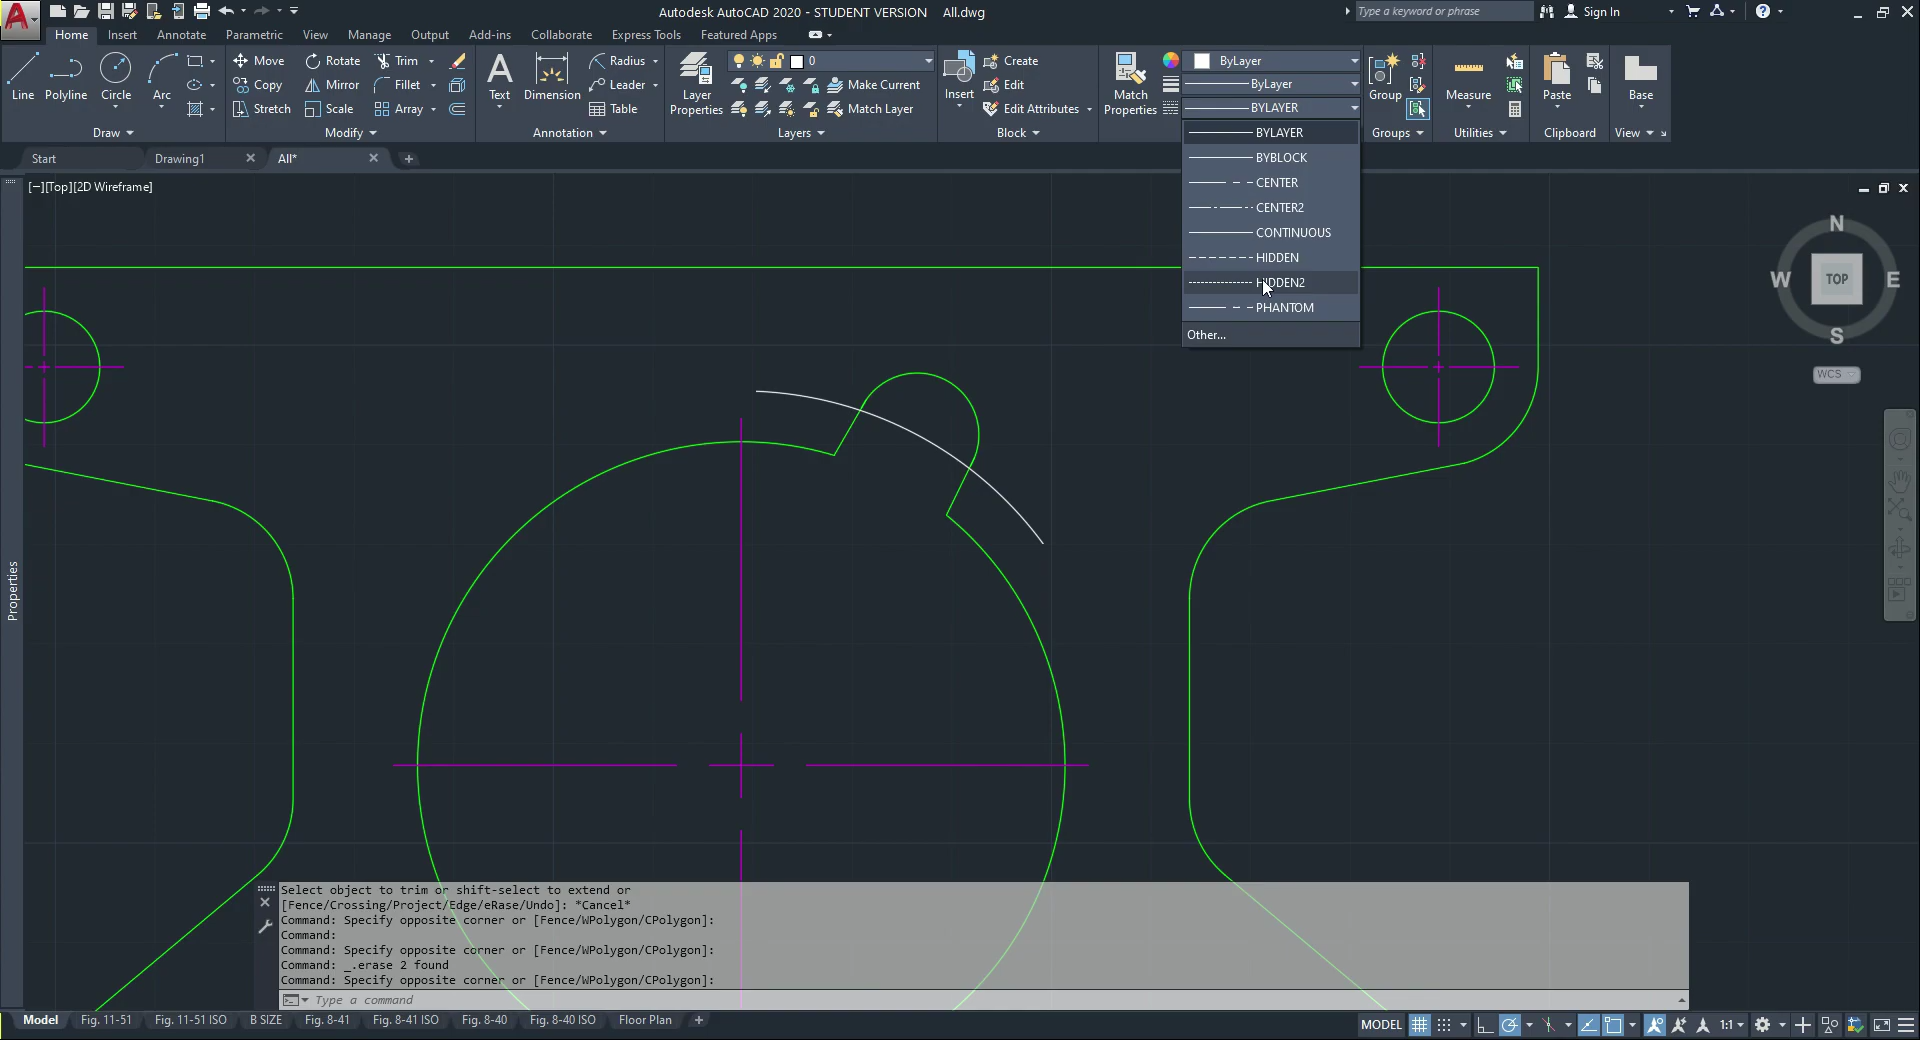 Autodesk AutoCAD 2020 - STUDENT VERSION All.dwg
Type a keyword or phrase
Sign In
Home Insert Annotate Parametric View Manage Output Add-ins Collaborate Express Tools Featured Apps
Line Polyline Circle Arc
Move Rotate Trim
Copy Mirror Fillet
Stretch Scale Array
Draw Modify
Text Dimension
Radius
Leader
Table
Annotation
Layer Properties
0
Make Current
Match Layer
Layers
Insert
Create
Edit
Edit Attributes
Block
Match Properties
ByLayer
ByLayer
BYLAYER
Group
Groups
Measure
Utilities
Paste
Clipboard
Base
View
BYLAYER
BYBLOCK
CENTER
CENTER2
CONTINUOUS
HIDDEN
HIDDEN2
PHANTOM
Other...
Start Drawing1 All*
[−][Top][2D Wireframe]
N
W TOP E
S
WCS
Properties
Select object to trim or shift-select to extend or
[Fence/Crossing/Project/Edge/eRase/Undo]: *Cancel*
Command: Specify opposite corner or [Fence/WPolygon/CPolygon]:
Command:
Command: Specify opposite corner or [Fence/WPolygon/CPolygon]:
Command: _.erase 2 found
Command: Specify opposite corner or [Fence/WPolygon/CPolygon]:
Type a command
Model Fig. 11-51 Fig. 11-51 ISO B SIZE Fig. 8-41 Fig. 8-41 ISO Fig. 8-40 Fig. 8-40 ISO Floor Plan
MODEL 1:1